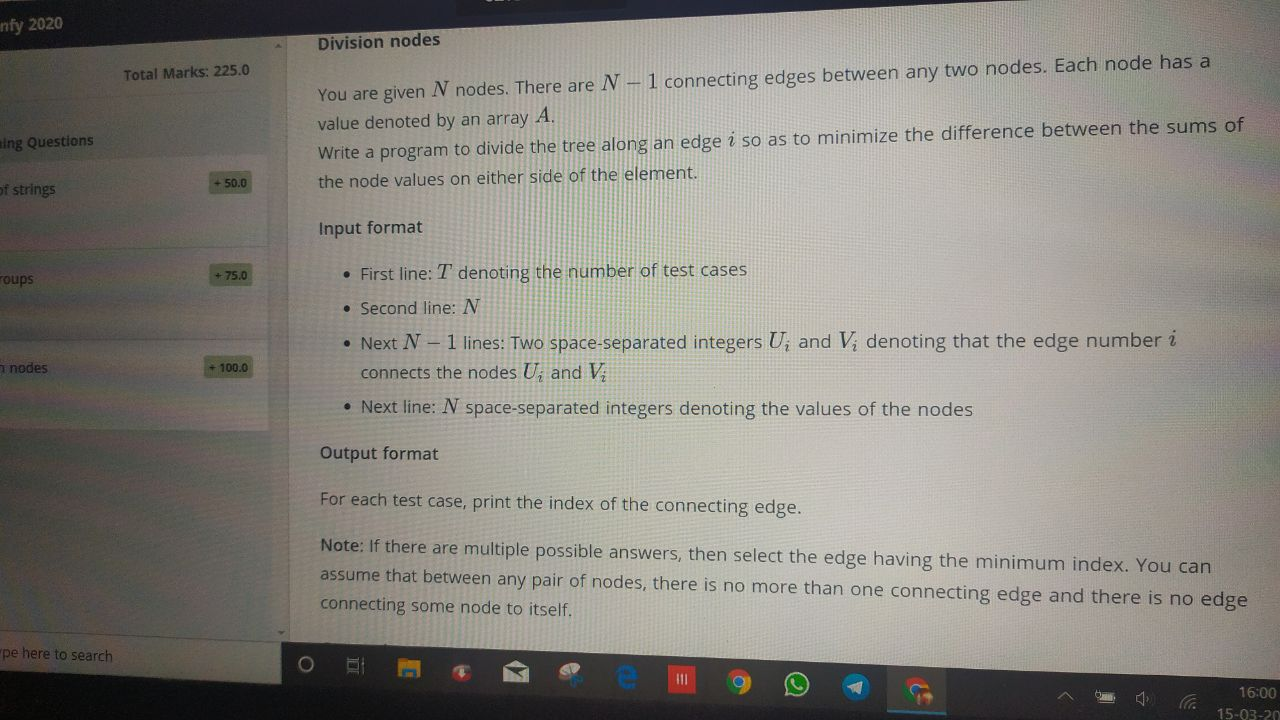 nfy 2020
Total Marks: 225.0
ing Questions
of strings
+ 50.0
roups
+ 75.0
n nodes
+ 100.0
Division nodes
You are given N nodes. There are N − 1 connecting edges between any two nodes. Each node has a
value denoted by an array A.
Write a program to divide the tree along an edge i so as to minimize the difference between the sums of
the node values on either side of the element.
Input format
• First line: T denoting the number of test cases
• Second line: N
• Next N − 1 lines: Two space-separated integers Uᵢ and Vᵢ denoting that the edge number i
connects the nodes Uᵢ and Vᵢ
• Next line: N space-separated integers denoting the values of the nodes
Output format
For each test case, print the index of the connecting edge.
Note: If there are multiple possible answers, then select the edge having the minimum index. You can
assume that between any pair of nodes, there is no more than one connecting edge and there is no edge
connecting some node to itself.
pe here to search
16:00
15-03-20